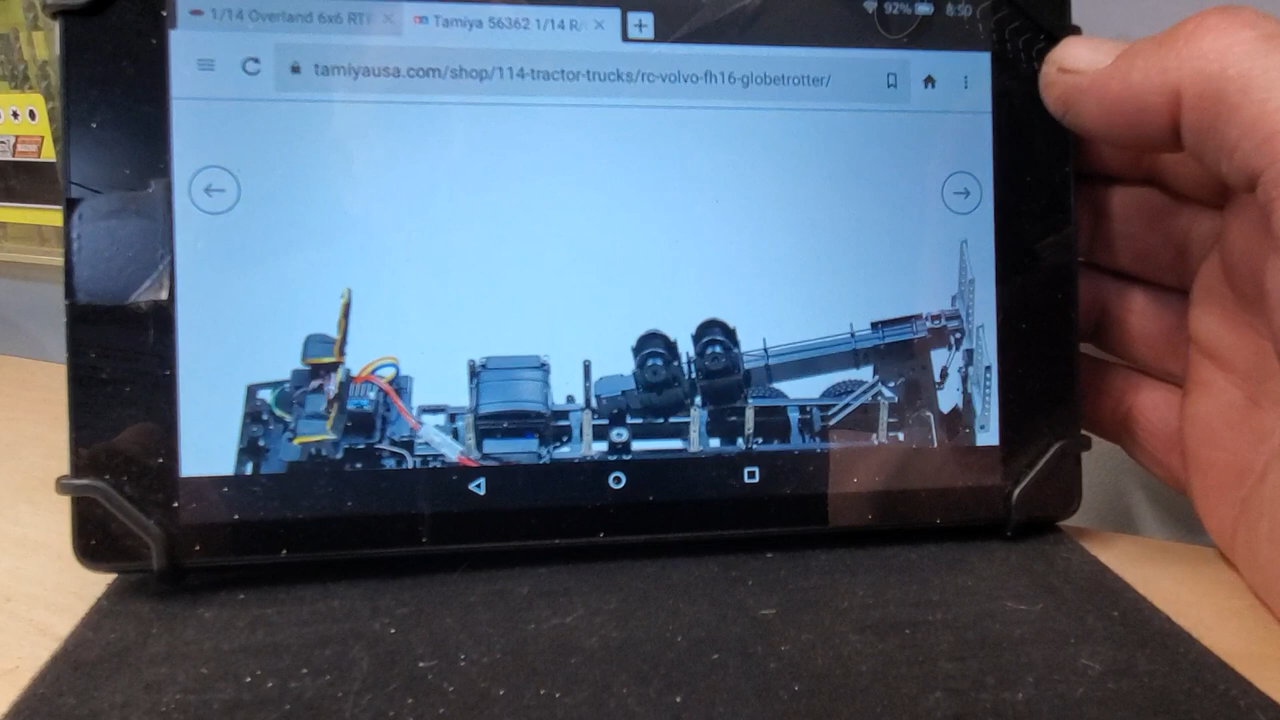 1/14 Overland 6x6 RT
Tamiya 56362 1/14 R
92% 6:50
tamiyausa.com/shop/114-tractor-trucks/rc-volvo-fh16-globetrotter/